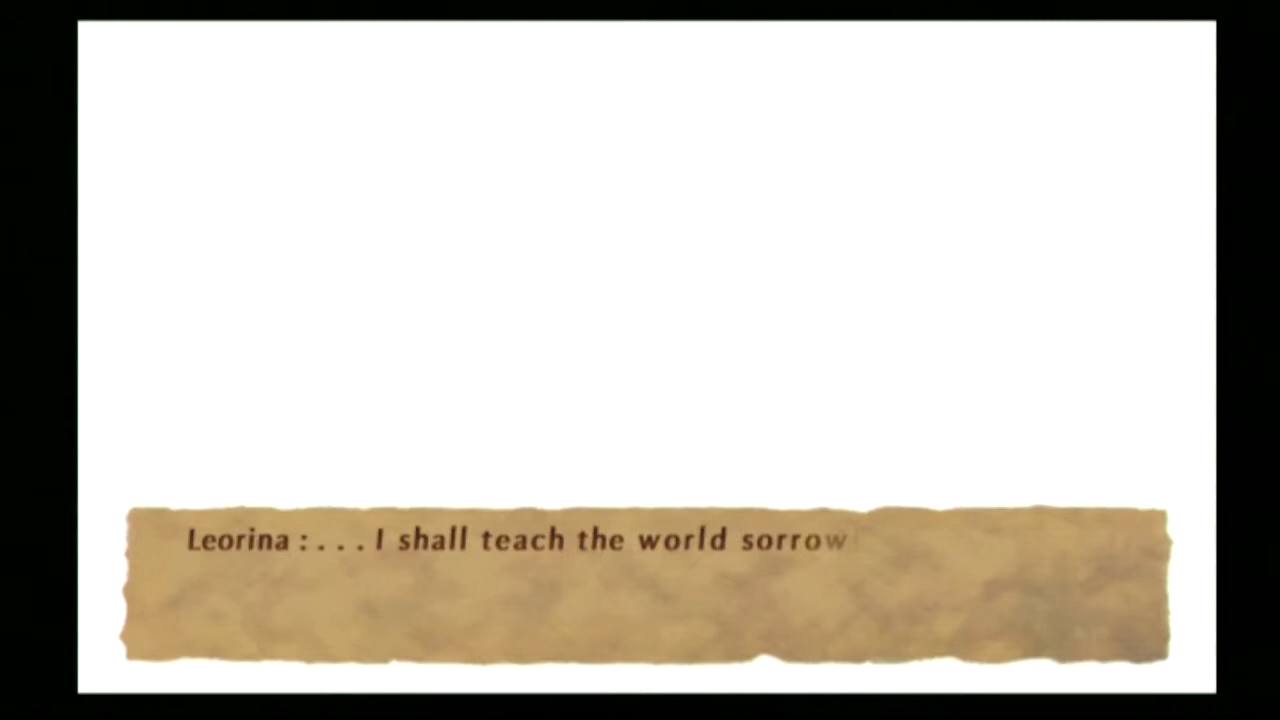 Leorina : . . . I shall teach the world sorrow